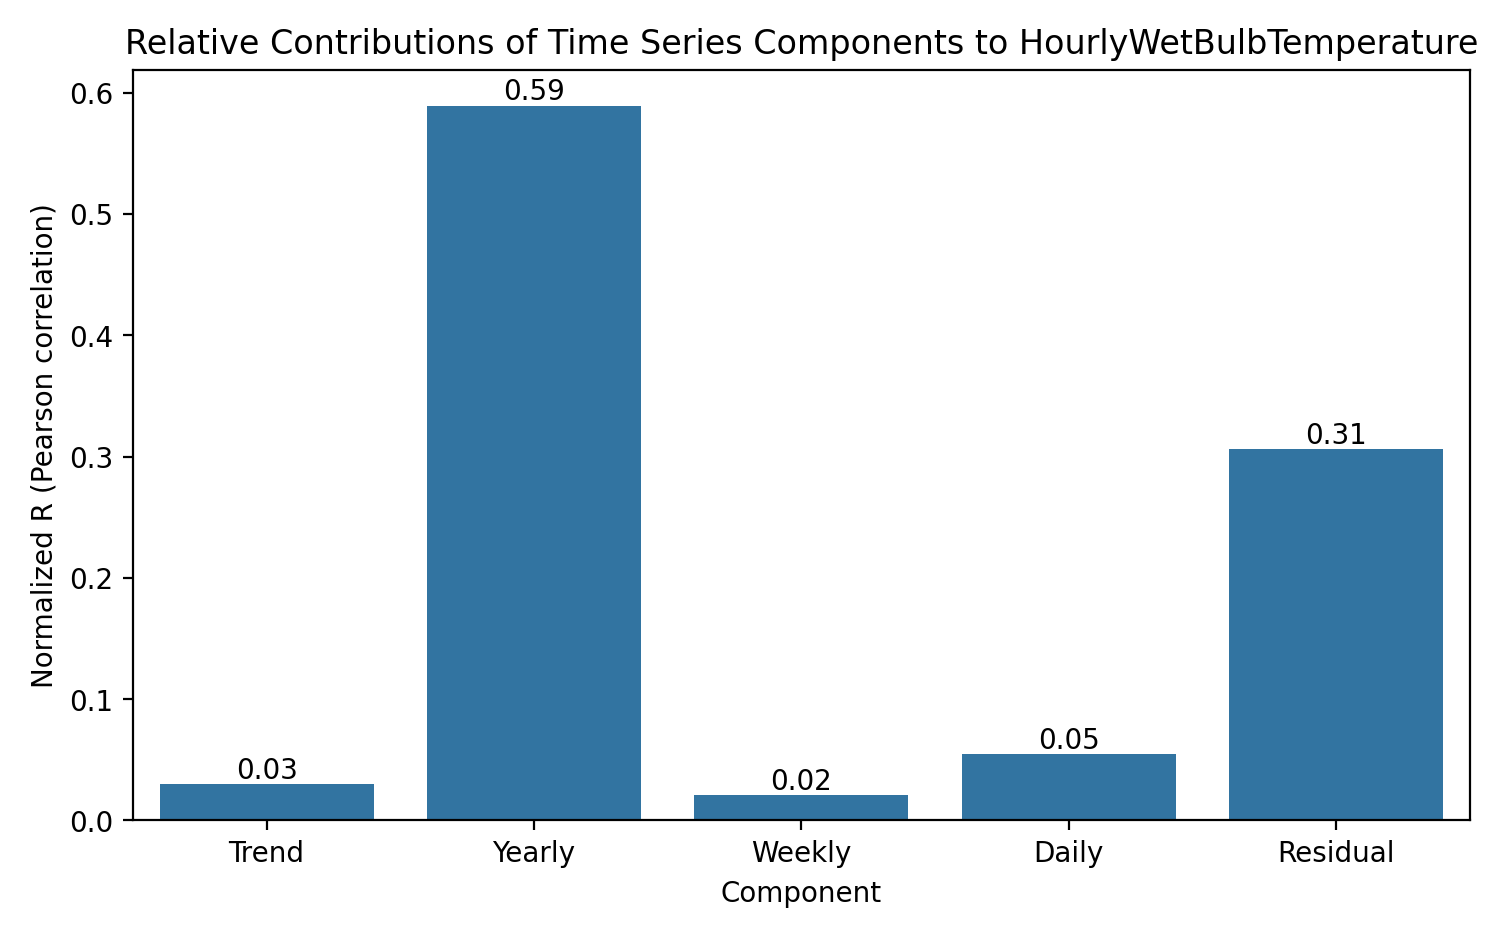 Relative Contributions of Time Series Components to HourlyWetBulbTemperature
Normalized R (Pearson correlation)
0.6
0.5
0.4
0.3
0.2
0.1
0.0
0.03
0.59
0.02
0.05
0.31
Trend
Yearly
Weekly
Daily
Residual
Component